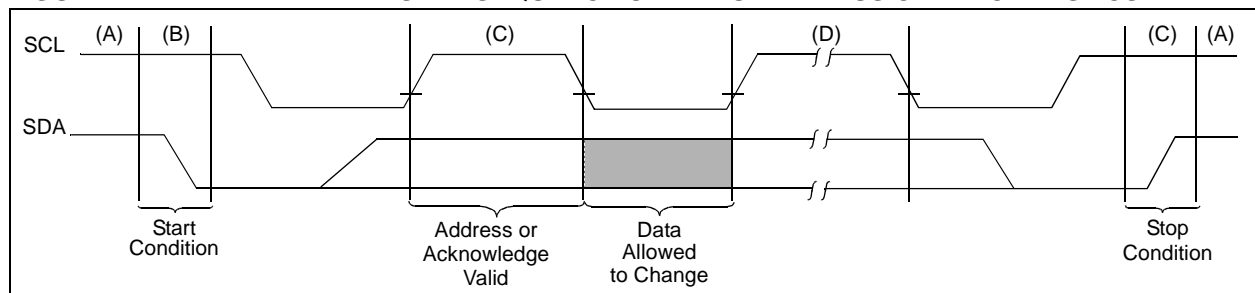 (A) (B) (C) (D) (C) (A)
SCL
SDA
Start
Condition
Address or
Acknowledge
Valid
Data
Allowed
to Change
Stop
Condition